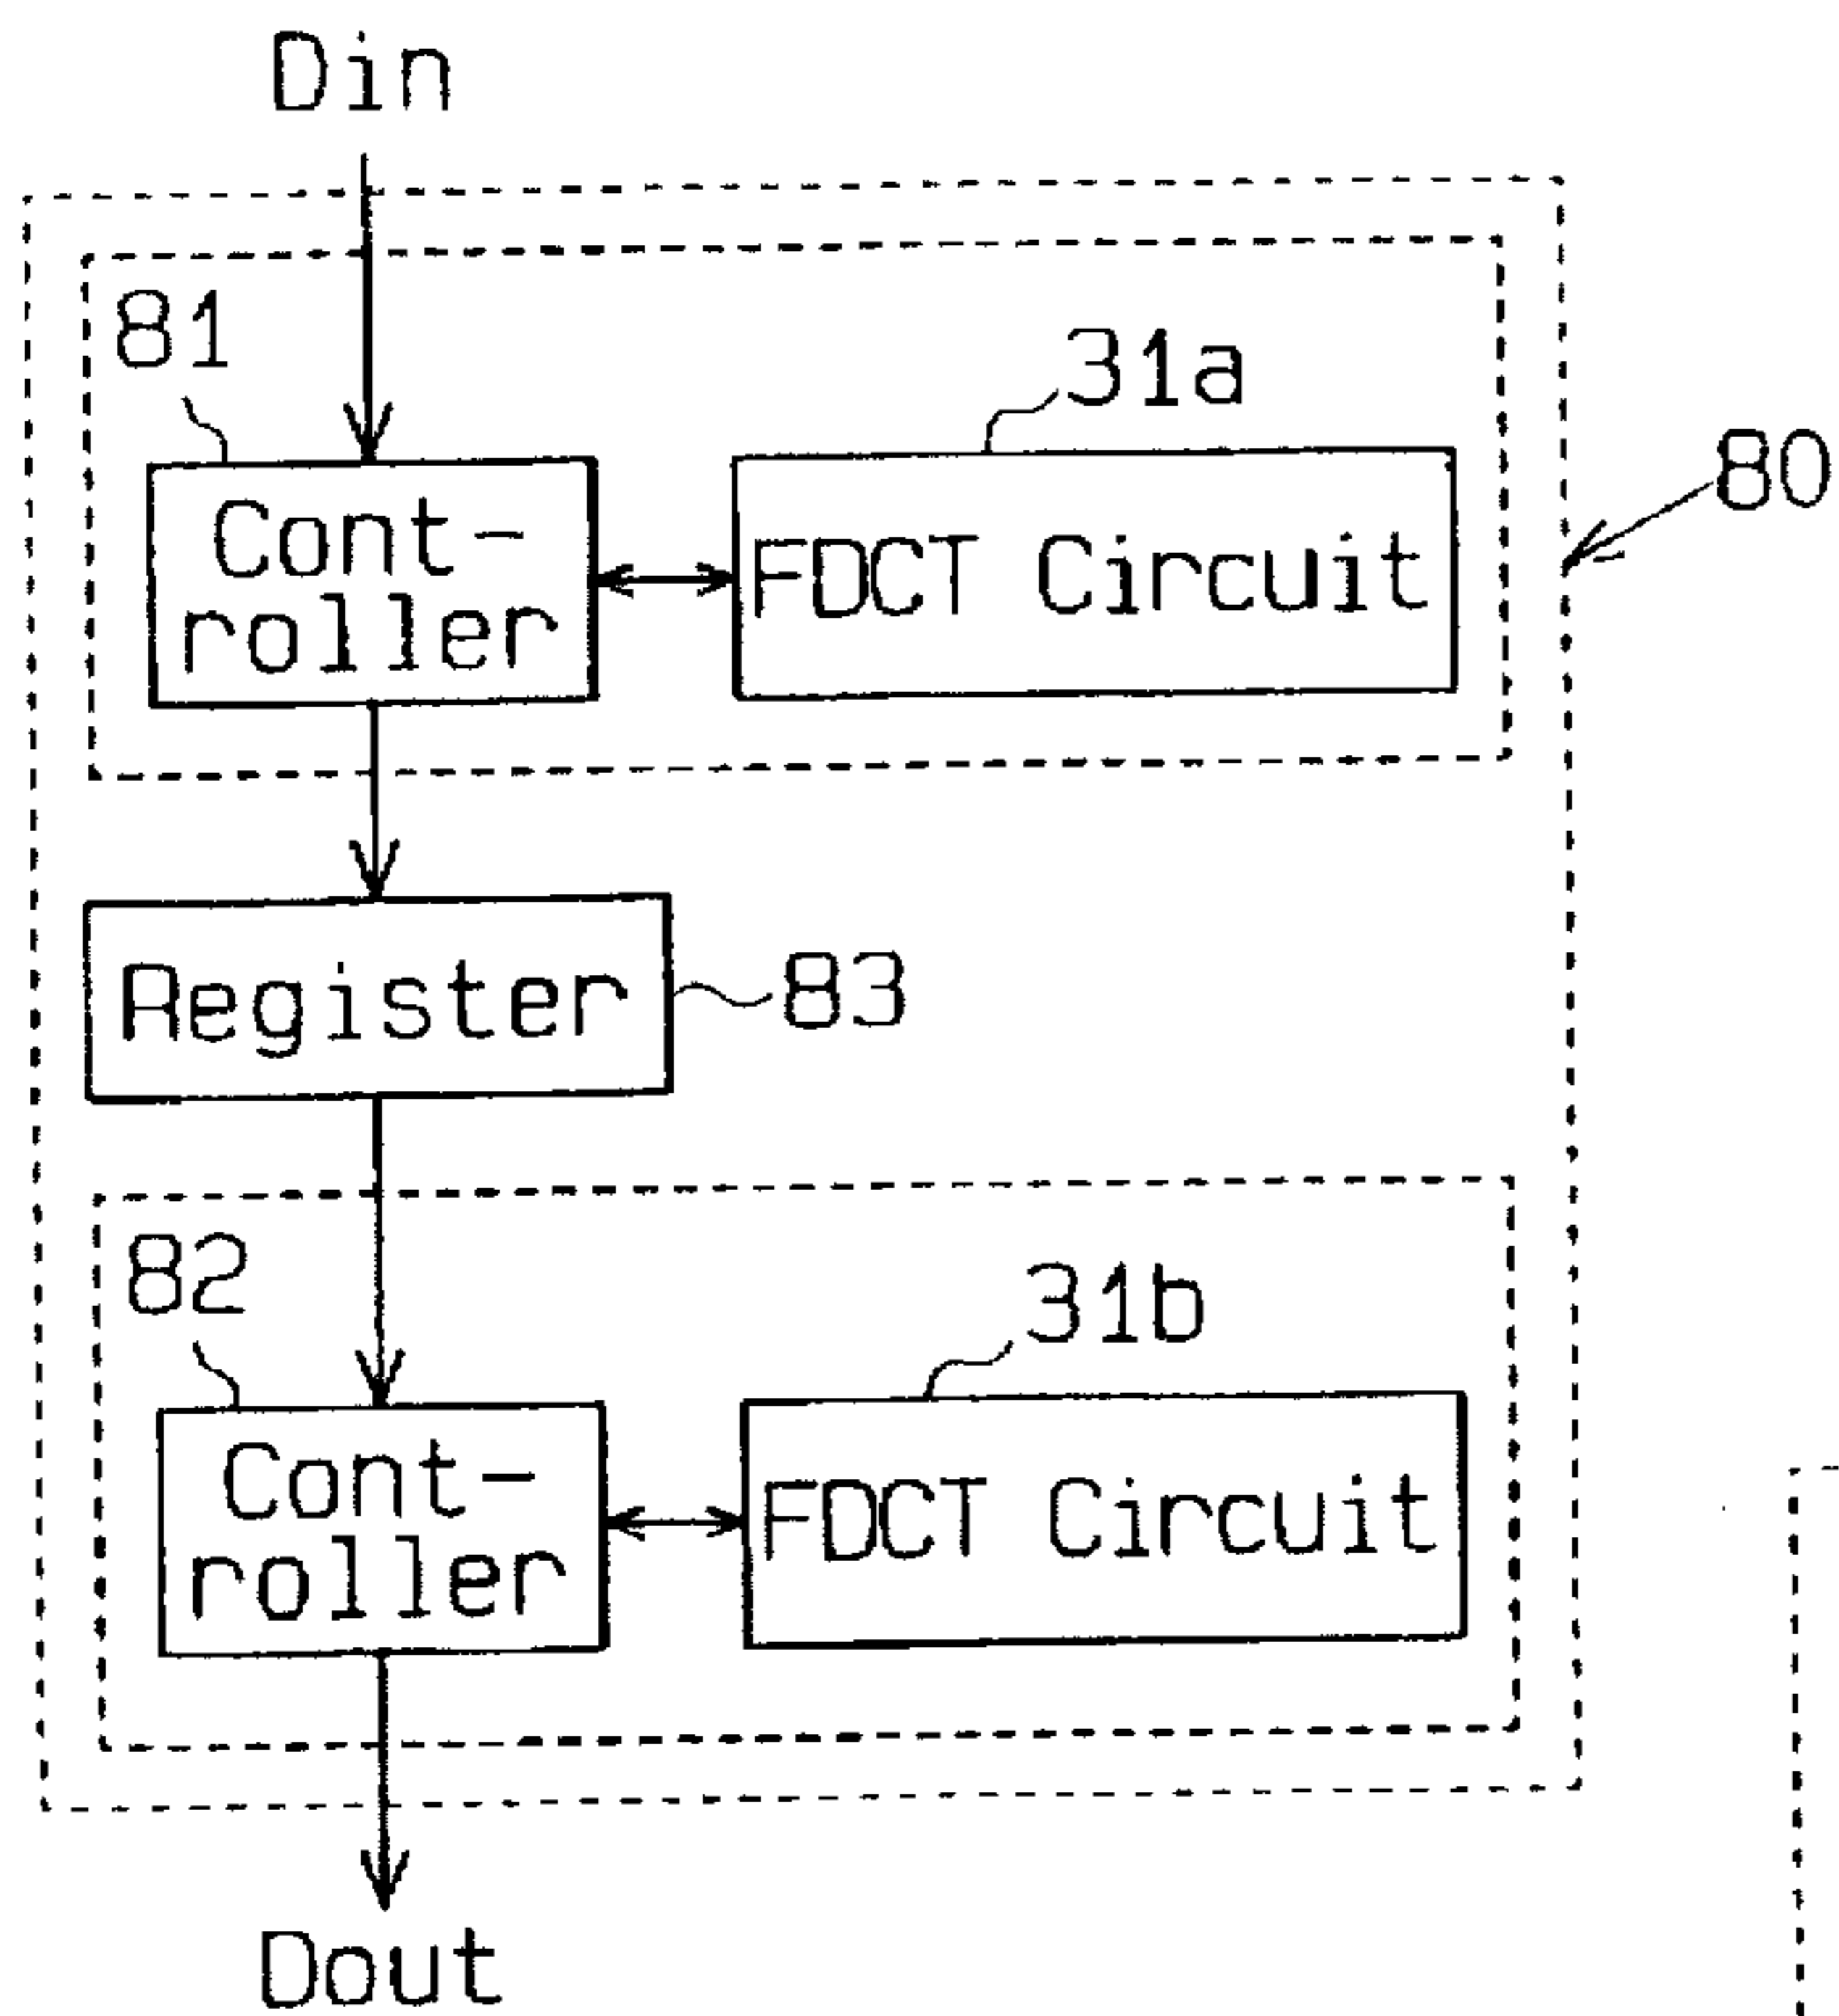 Din
81
31a
80
Cont-
roller
FDCT Circuit
Register
83
82
31b
Cont-
roller
FDCT Circuit
Dout